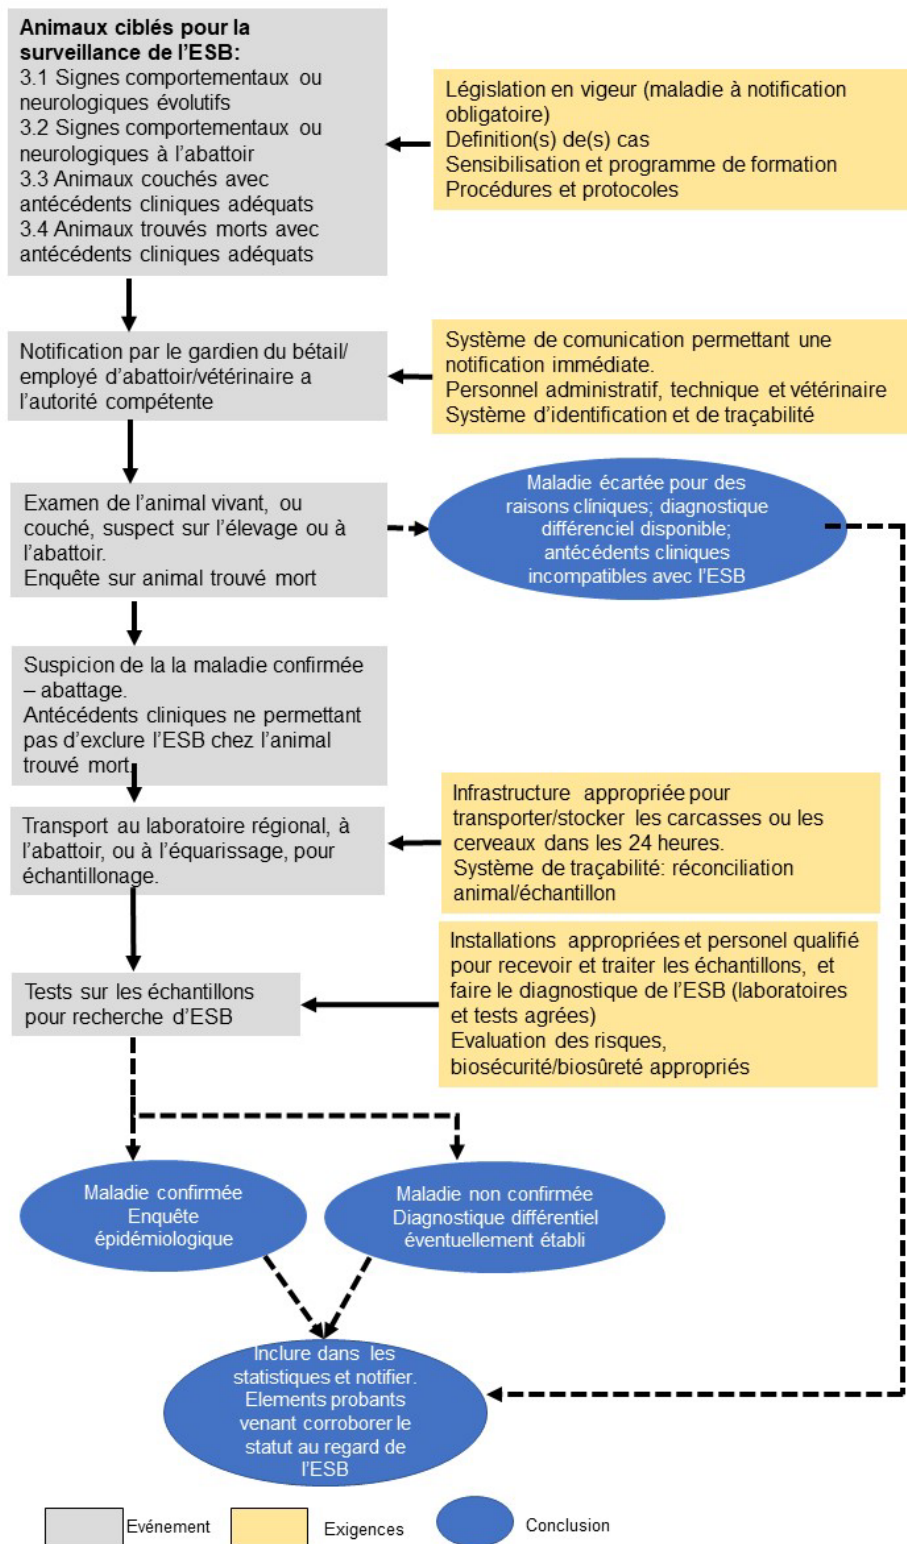 Animaux ciblés pour la
surveillance de l'ESB:
3.1 Signes comportementaux ou
neurologiques évolutifs
3.2 Signes comportementaux ou
neurologiques à l'abattoir
3.3 Animaux couchés avec
antécédents cliniques adéquats
3.4 Animaux trouvés morts avec
antécédents cliniques adéquats
Législation en vigeur (maladie à notification
obligatoire)
Definition(s) de(s) cas
Sensibilisation et programme de formation
Procédures et protocoles
Notification par le gardien du bétail/
employé d'abattoir/vétérinaire a
l'autorité compétente
Système de comunication permettant une
notification immédiate.
Personnel administratif, technique et vétérinaire
Système d'identification et de traçabilité
Examen de l'animal vivant, ou
couché, suspect sur l'élevage ou à
l'abattoir.
Enquête sur animal trouvé mort
Maladie écartée pour des
raisons clíniques; diagnostique
différenciel disponible;
antécédents cliniques
incompatibles avec l'ESB
Suspicion de la la maladie confirmée
– abattage.
Antécédents cliniques ne permettant
pas d'exclure l'ESB chez l'animal
trouvé mort.
Transport au laboratoire régional, à
l'abattoir, ou à l'équarissage, pour
échantillonage.
Infrastructure appropriée pour
transporter/stocker les carcasses ou les
cerveaux dans les 24 heures.
Système de traçabilité: réconciliation
animal/échantillon
Tests sur les échantillons
pour recherche d'ESB
Installations appropriées et personel qualifié
pour recevoir et traiter les échantillons, et
faire le diagnostique de l'ESB (laboratoires
et tests agrées)
Evaluation des risques,
biosécurité/biosûreté appropriés
Maladie confirmée
Enquête
épidémiologique
Maladie non confirmée
Diagnostique différentiel
éventuellement établi
Inclure dans les
statistiques et notifier.
Elements probants
venant corroborer le
statut au regard de
l'ESB
Evénement
Exigences
Conclusion